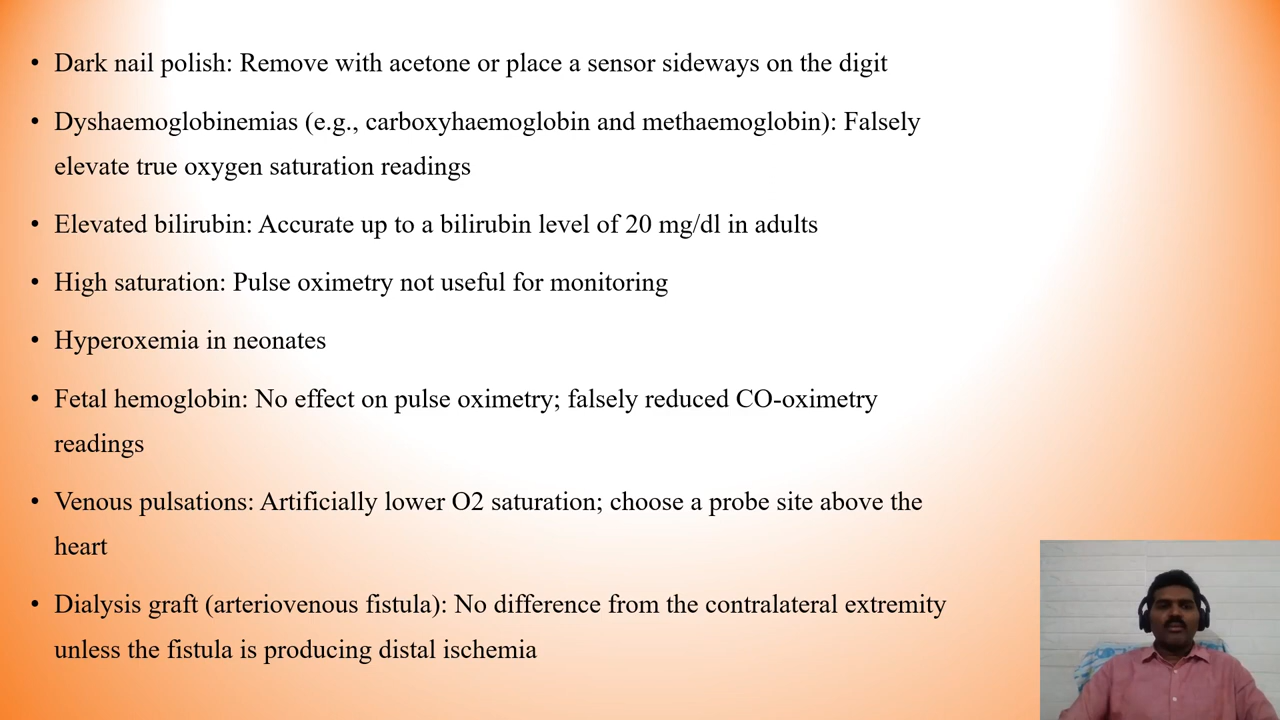 • Dark nail polish: Remove with acetone or place a sensor sideways on the digit
• Dyshaemoglobinemias (e.g., carboxyhaemoglobin and methaemoglobin): Falsely
elevate true oxygen saturation readings
• Elevated bilirubin: Accurate up to a bilirubin level of 20 mg/dl in adults
• High saturation: Pulse oximetry not useful for monitoring
• Hyperoxemia in neonates
• Fetal hemoglobin: No effect on pulse oximetry; falsely reduced CO-oximetry
readings
• Venous pulsations: Artificially lower O2 saturation; choose a probe site above the
heart
• Dialysis graft (arteriovenous fistula): No difference from the contralateral extremity
unless the fistula is producing distal ischemia